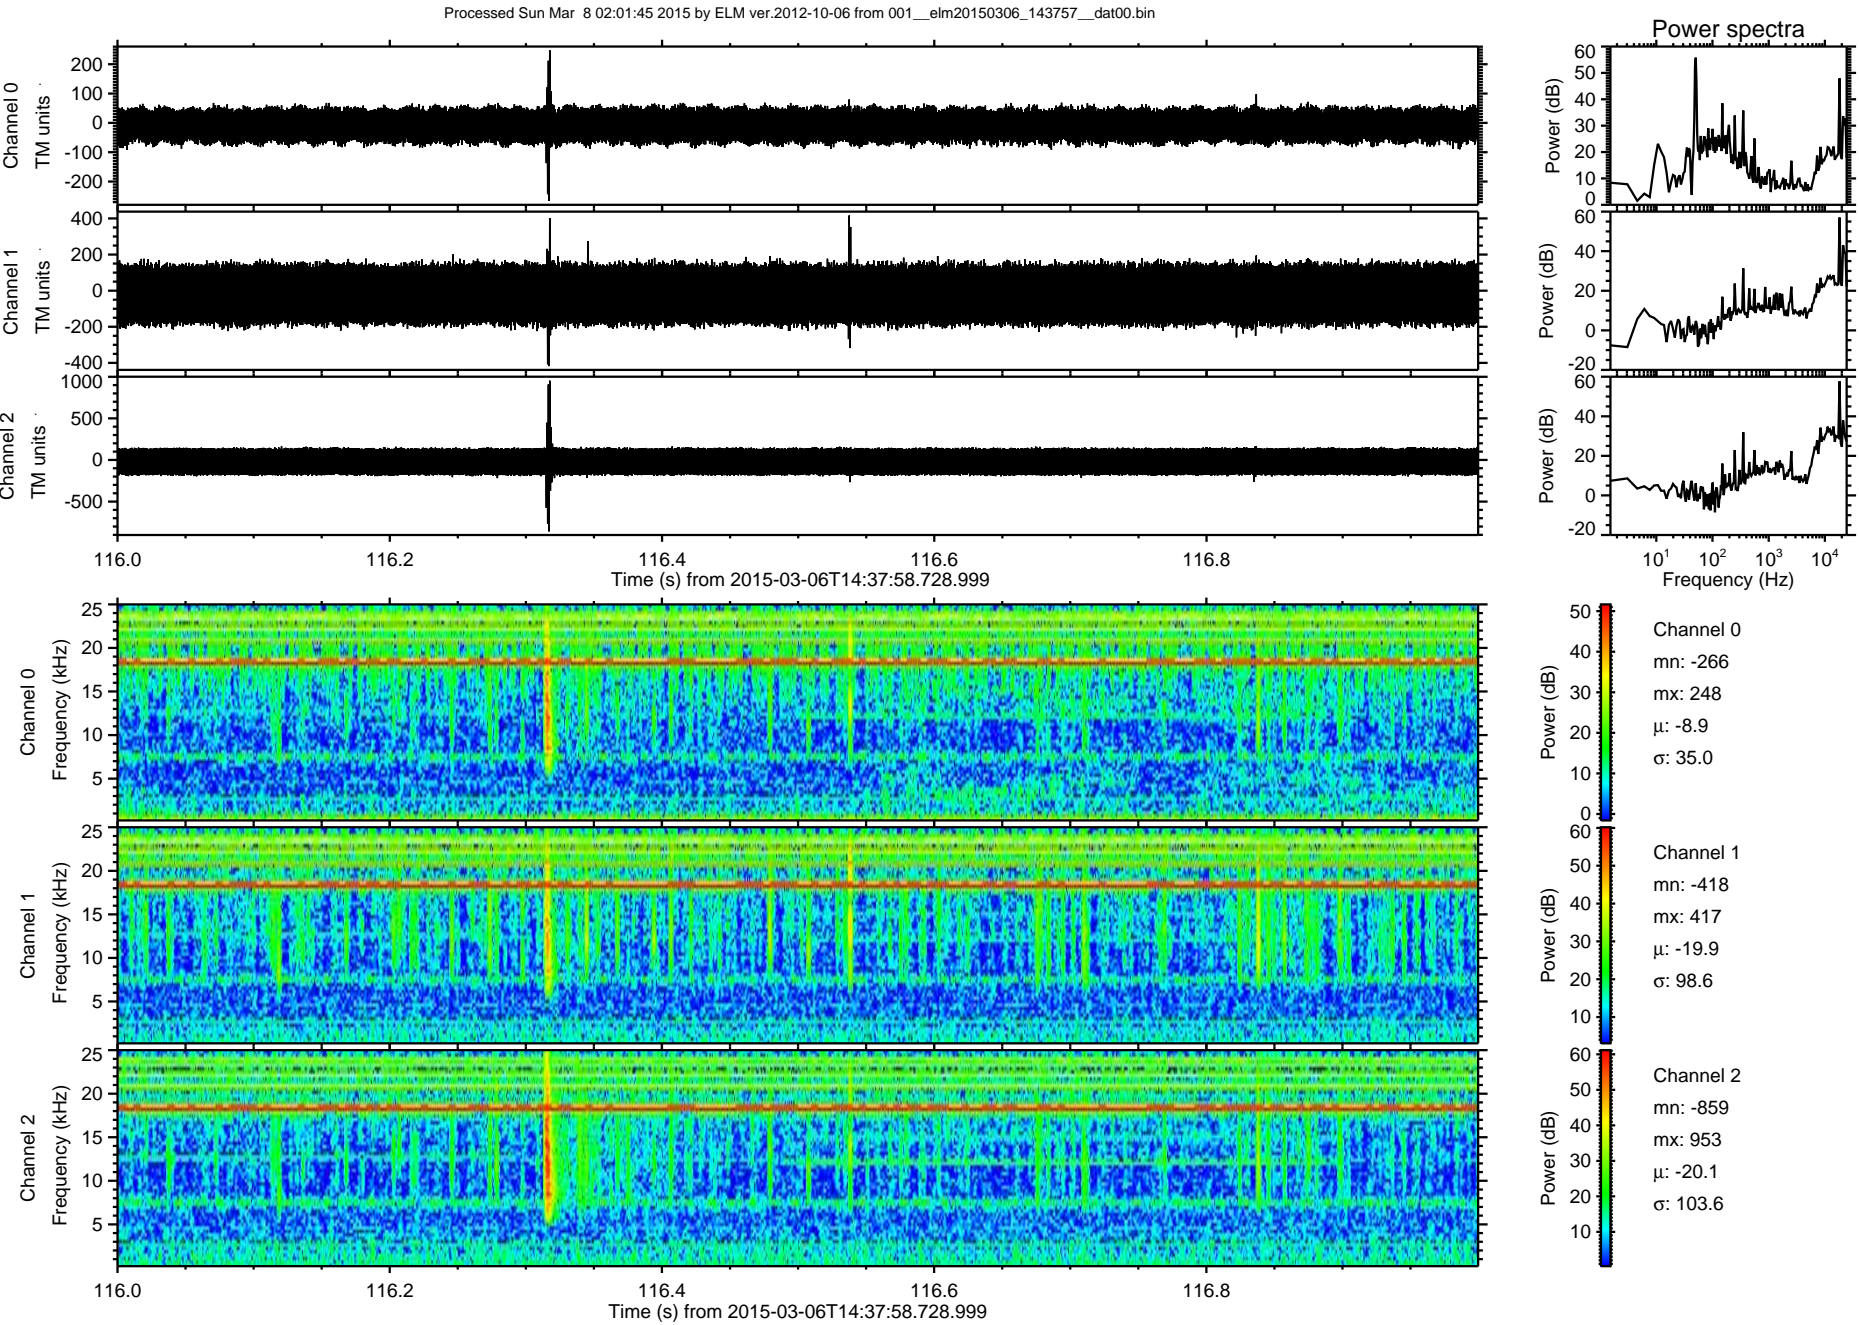 Processed Sun Mar  8 02:01:45 2015 by ELM ver.2012-10-06 from 001__elm20150306_143757__dat00.bin
Power spectra
Channel 0
TM units
200
100
0
-100
-200
Power (dB)
60
50
40
30
20
10
0
Channel 1
TM units
400
200
0
-200
-400
Power (dB)
60
40
20
0
-20
Channel 2
TM units
1000
500
0
-500
Power (dB)
60
40
20
0
-20
116.0 116.2 116.4 116.6 116.8
Time (s) from 2015-03-06T14:37:58.728.999
10^1 10^2 10^3 10^4
Frequency (Hz)
Channel 0
Frequency (kHz)
25
20
15
10
5
Power (dB)
50
40
30
20
10
0
Channel 0
mn: -266
mx: 248
μ: -8.9
σ: 35.0
Channel 1
Frequency (kHz)
25
20
15
10
5
Power (dB)
60
50
40
30
20
10
Channel 1
mn: -418
mx: 417
μ: -19.9
σ: 98.6
Channel 2
Frequency (kHz)
25
20
15
10
5
Power (dB)
60
50
40
30
20
10
Channel 2
mn: -859
mx: 953
μ: -20.1
σ: 103.6
116.0 116.2 116.4 116.6 116.8
Time (s) from 2015-03-06T14:37:58.728.999